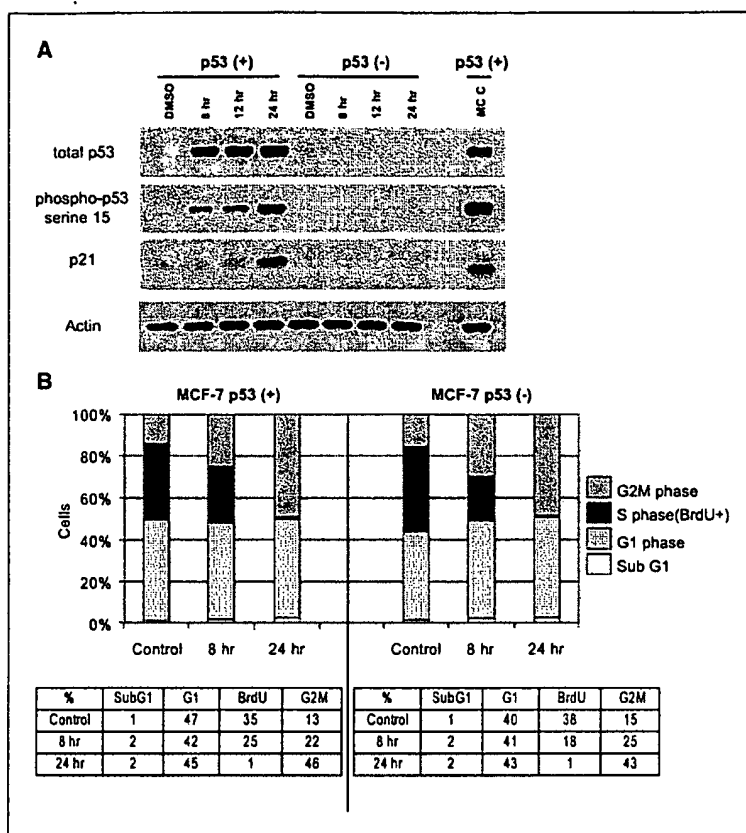 A
p53 (+) p53 (-) p53 (+)
DMSO 8 hr 12 hr 24 hr DMSO 8 hr 12 hr 24 hr MC C
total p53
phospho-p53
serine 15
p21
Actin
B
MCF-7 p53 (+) MCF-7 p53 (-)
100%
80%
60%
40%
20%
0%
Cells
Control 8 hr 24 hr Control 8 hr 24 hr
G2M phase
S phase(BrdU+)
G1 phase
Sub G1
% SubG1 G1 BrdU G2M
Control 1 47 35 13
8 hr 2 42 25 22
24 hr 2 45 1 46
% SubG1 G1 BrdU G2M
Control 1 40 38 15
8 hr 2 41 18 25
24 hr 2 43 1 43